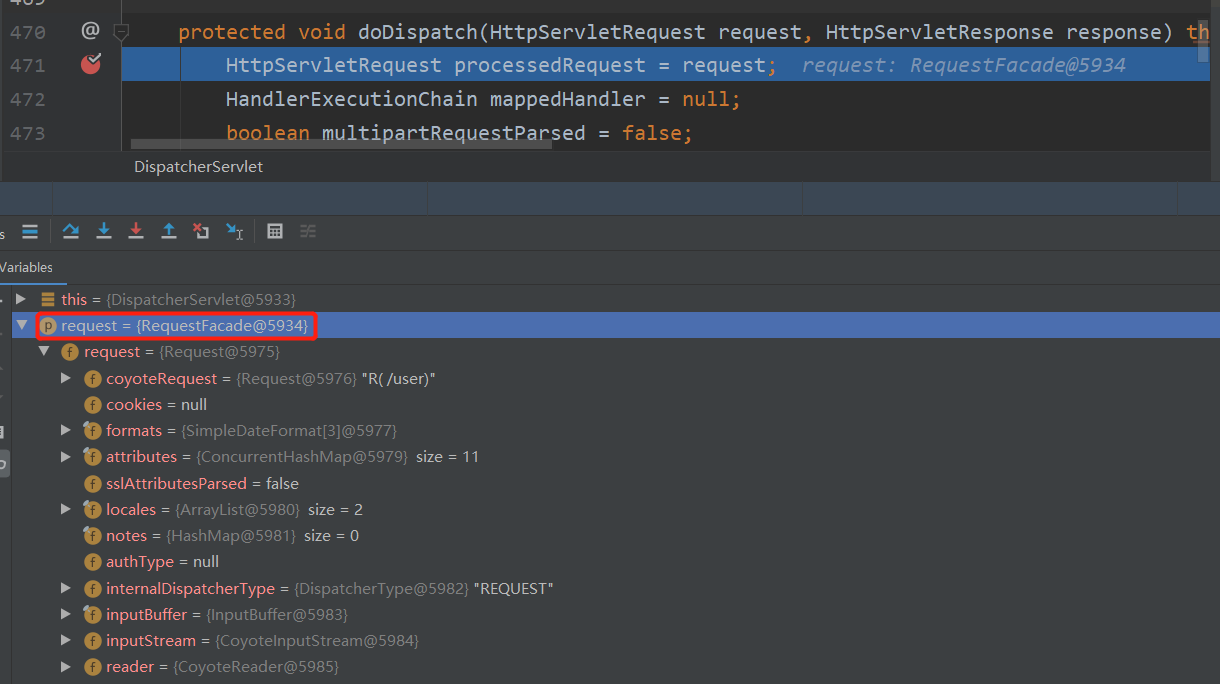 469
470 @ protected void doDispatch(HttpServletRequest request, HttpServletResponse response) th
471 HttpServletRequest processedRequest = request; request: RequestFacade@5934
472 HandlerExecutionChain mappedHandler = null;
473 boolean multipartRequestParsed = false;
DispatcherServlet
s
Variables
this = {DispatcherServlet@5933}
p request = {RequestFacade@5934}
f request = {Request@5975}
f coyoteRequest = {Request@5976} "R( /user)"
f cookies = null
f formats = {SimpleDateFormat[3]@5977}
f attributes = {ConcurrentHashMap@5979} size = 11
f sslAttributesParsed = false
f locales = {ArrayList@5980} size = 2
f notes = {HashMap@5981} size = 0
f authType = null
f internalDispatcherType = {DispatcherType@5982} "REQUEST"
f inputBuffer = {InputBuffer@5983}
f inputStream = {CoyoteInputStream@5984}
f reader = {CoyoteReader@5985}